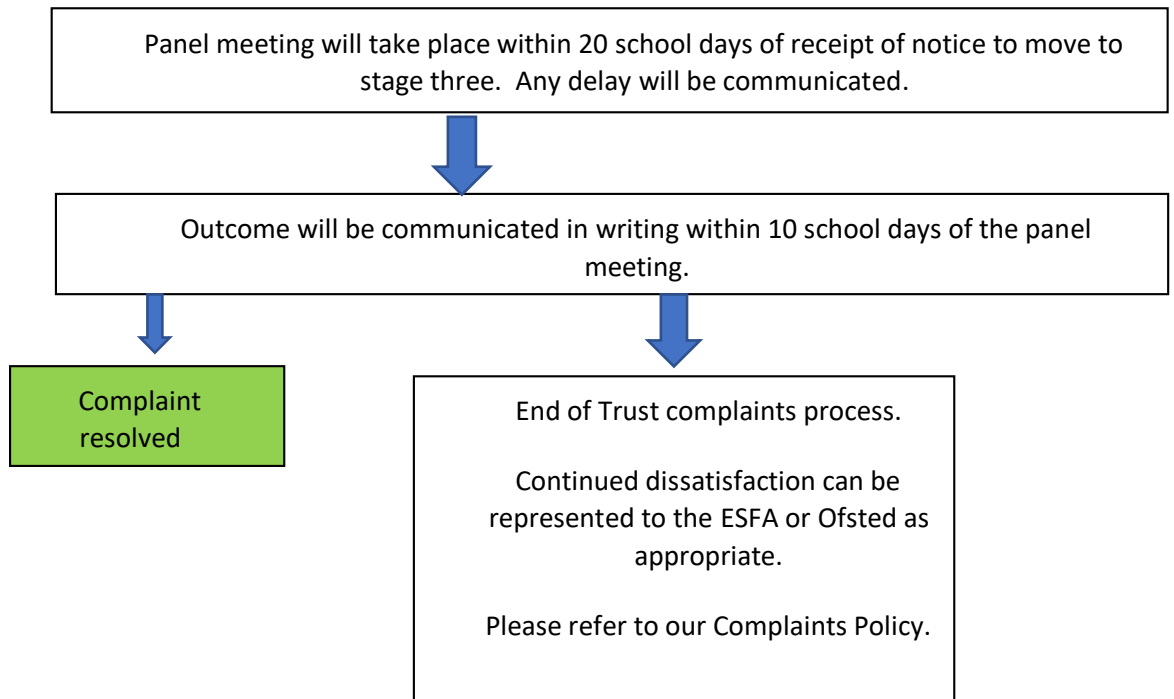 Panel meeting will take place within 20 school days of receipt of notice to move to
stage three.  Any delay will be communicated.
Outcome will be communicated in writing within 10 school days of the panel
meeting.
Complaint
resolved
End of Trust complaints process.
Continued dissatisfaction can be
represented to the ESFA or Ofsted as
appropriate.
Please refer to our Complaints Policy.